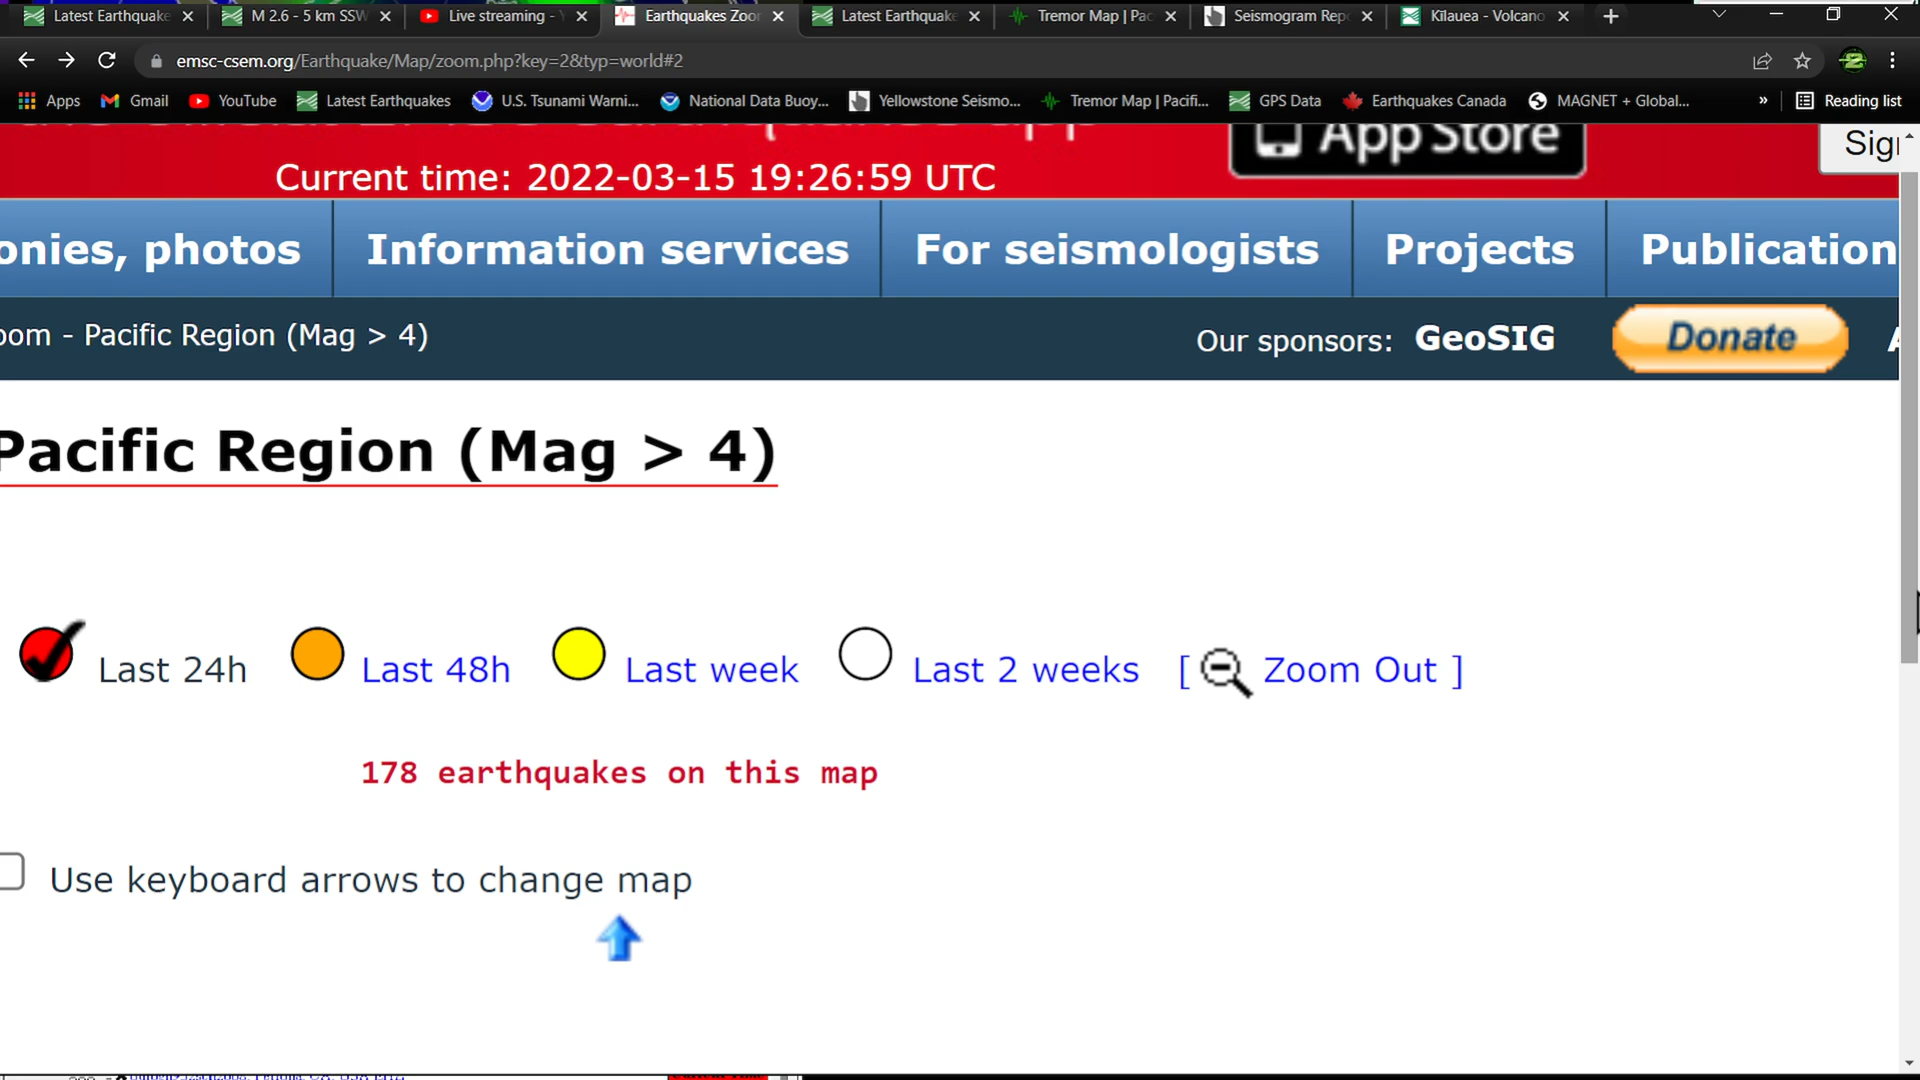 Latest Earthquake
M 2.6 - 5 km SSW
Live streaming - Y
Earthquakes Zoo
Latest Earthquake
Tremor Map | Pac
Seismogram Rep
Kīlauea - Volcano
emsc-csem.org/Earthquake/Map/zoom.php?key=2&typ=world#2
Apps
Gmail
YouTube
Latest Earthquakes
U.S. Tsunami Warni...
National Data Buoy...
Yellowstone Seismo...
Tremor Map | Pacifi...
GPS Data
Earthquakes Canada
MAGNET + Global...
»
Reading list
App Store
Sign
Current time: 2022-03-15 19:26:59 UTC
onies, photos
Information services
For seismologists
Projects
Publication
oom - Pacific Region (Mag > 4)
Our sponsors: GeoSIG
Donate
A
Pacific Region (Mag > 4)
Last 24h
Last 48h
Last week
Last 2 weeks
[ Zoom Out ]
178 earthquakes on this map
Use keyboard arrows to change map